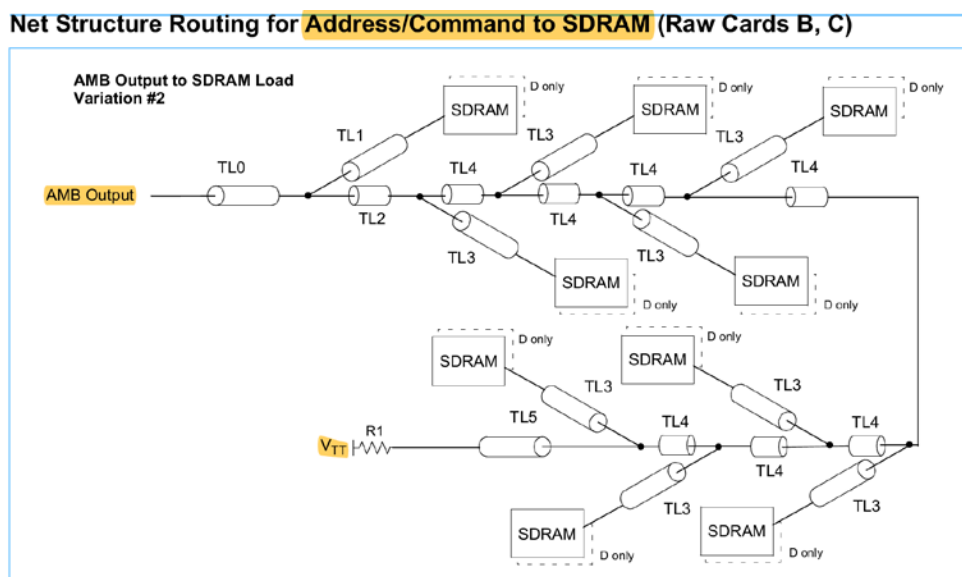 Net Structure Routing for Address/Command to SDRAM (Raw Cards B, C)
AMB Output to SDRAM Load
Variation #2
D only
D only
D only
SDRAM
SDRAM
SDRAM
TL1
TL3
TL3
TL0
TL4
TL4
TL4
AMB Output
TL2
TL4
TL3
TL3
SDRAM
SDRAM
D only
D only
D only
D only
SDRAM
SDRAM
TL3
TL3
TL5
TL4
TL4
R1
VTT
TL4
TL3
TL3
SDRAM
SDRAM
D only
D only